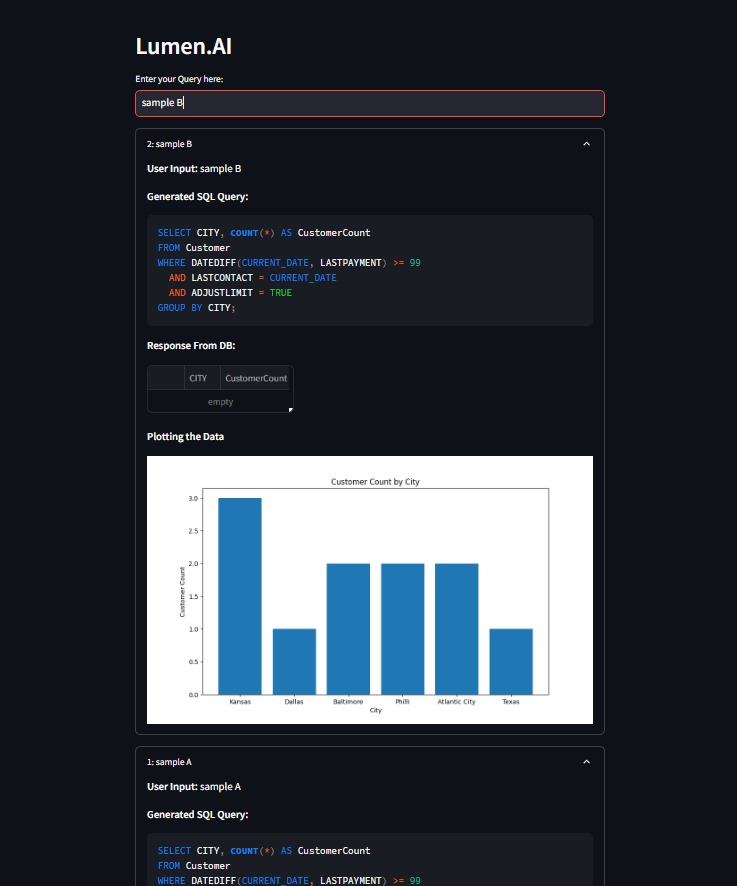 Lumen.AI
Enter your Query here:
sample B
2: sample B
User Input: sample B
Generated SQL Query:
SELECT CITY, COUNT(*) AS CustomerCount
FROM Customer
WHERE DATEDIFF(CURRENT_DATE, LASTPAYMENT) >= 99
AND LASTCONTACT = CURRENT_DATE
AND ADJUSTLIMIT = TRUE
GROUP BY CITY;
Response From DB:
CITY CustomerCount
empty
Plotting the Data
Customer Count by City
3.0
2.5
2.0
1.5
1.0
0.5
0.0
Customer Count
Kansas Dallas Baltimore Philli Atlantic City Texas
City
1: sample A
User Input: sample A
Generated SQL Query:
SELECT CITY, COUNT(*) AS CustomerCount
FROM Customer
WHERE DATEDIFF(CURRENT_DATE, LASTPAYMENT) >= 99